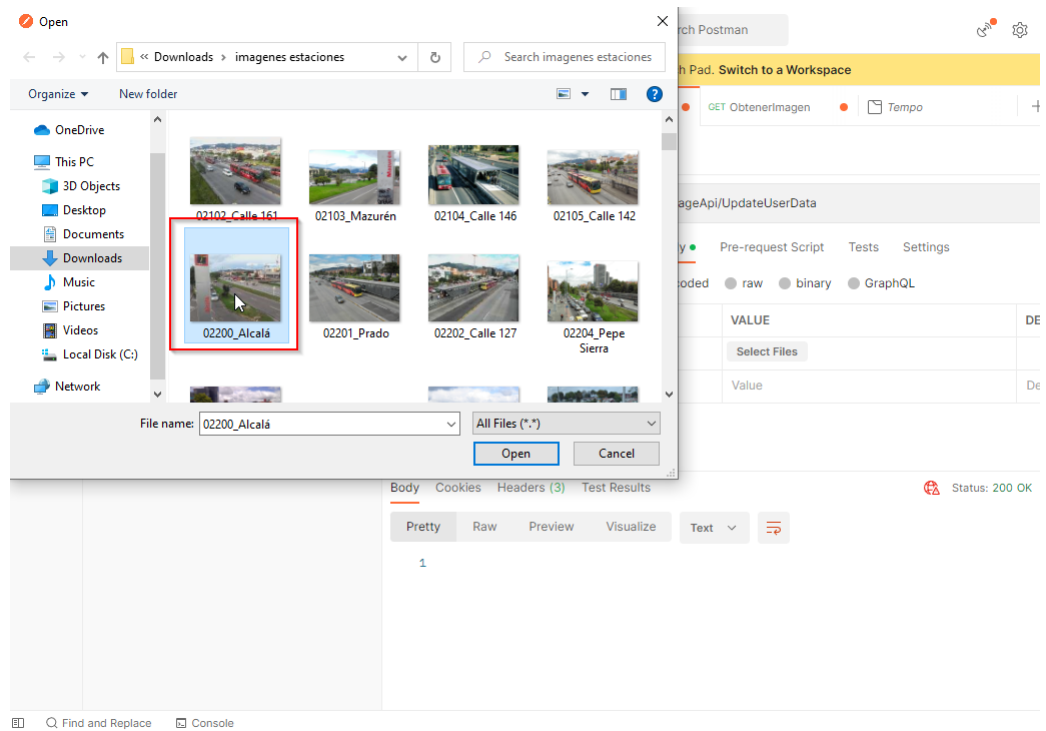 Open
rch Postman
« Downloads › imagenes estaciones
Search imagenes estaciones
h Pad. Switch to a Workspace
Organize
New folder
GET ObtenerImagen
Tempo
OneDrive
This PC
3D Objects
Desktop
Documents
Downloads
Music
Pictures
Videos
Local Disk (C:)
Network
02102_Calle 161
02103_Mazurén
02104_Calle 146
02105_Calle 142
02200_Alcalá
02201_Prado
02202_Calle 127
02204_Pepe
Sierra
File name: 02200_Alcalá
All Files (*.*)
Open
Cancel
ageApi/UpdateUserData
y
Pre-request Script
Tests
Settings
oded
raw
binary
GraphQL
VALUE
DE
Select Files
Value
De
Body
Cookies
Headers (3)
Test Results
Status: 200 OK
Pretty
Raw
Preview
Visualize
Text
1
Find and Replace
Console